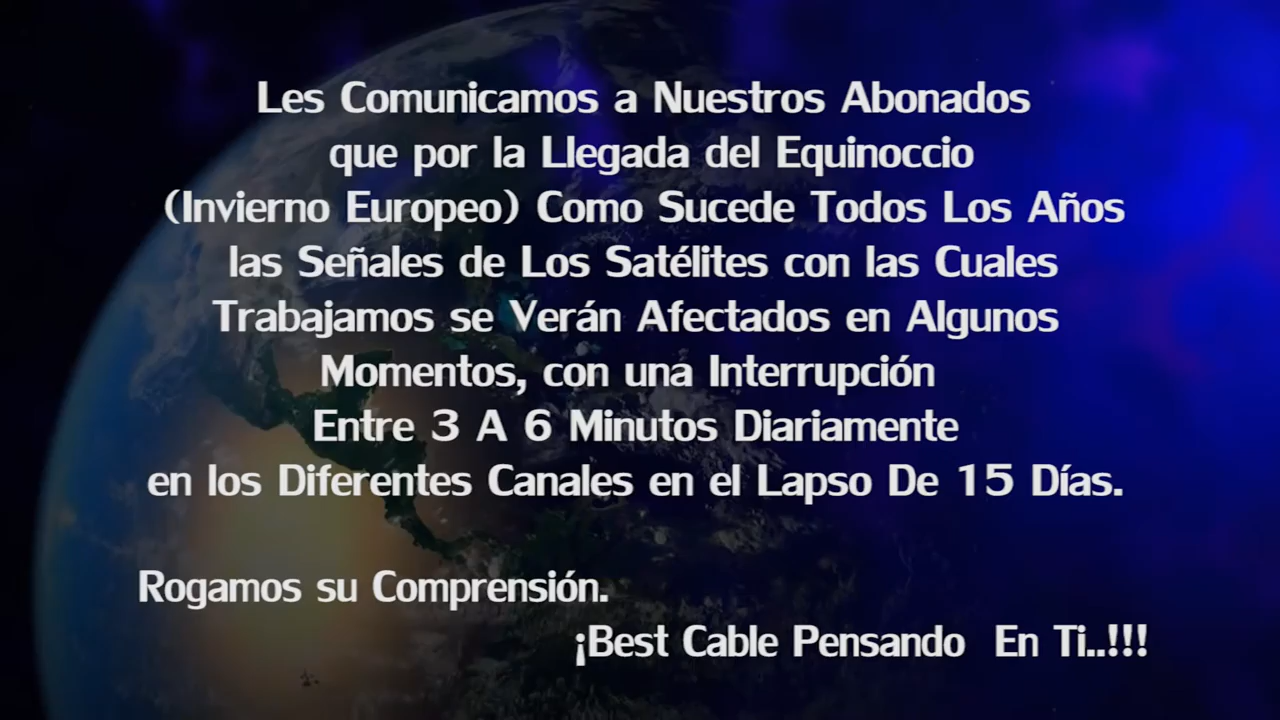 Les Comunicamos a Nuestros Abonados
que por la Llegada del Equinoccio
(Invierno Europeo) Como Sucede Todos Los Años
las Señales de Los Satélites con las Cuales
Trabajamos se Verán Afectados en Algunos
Momentos, con una Interrupción
Entre 3 A 6 Minutos Diariamente
en los Diferentes Canales en el Lapso De 15 Días.
Rogamos su Comprensión.
¡Best Cable Pensando  En Ti..!!!